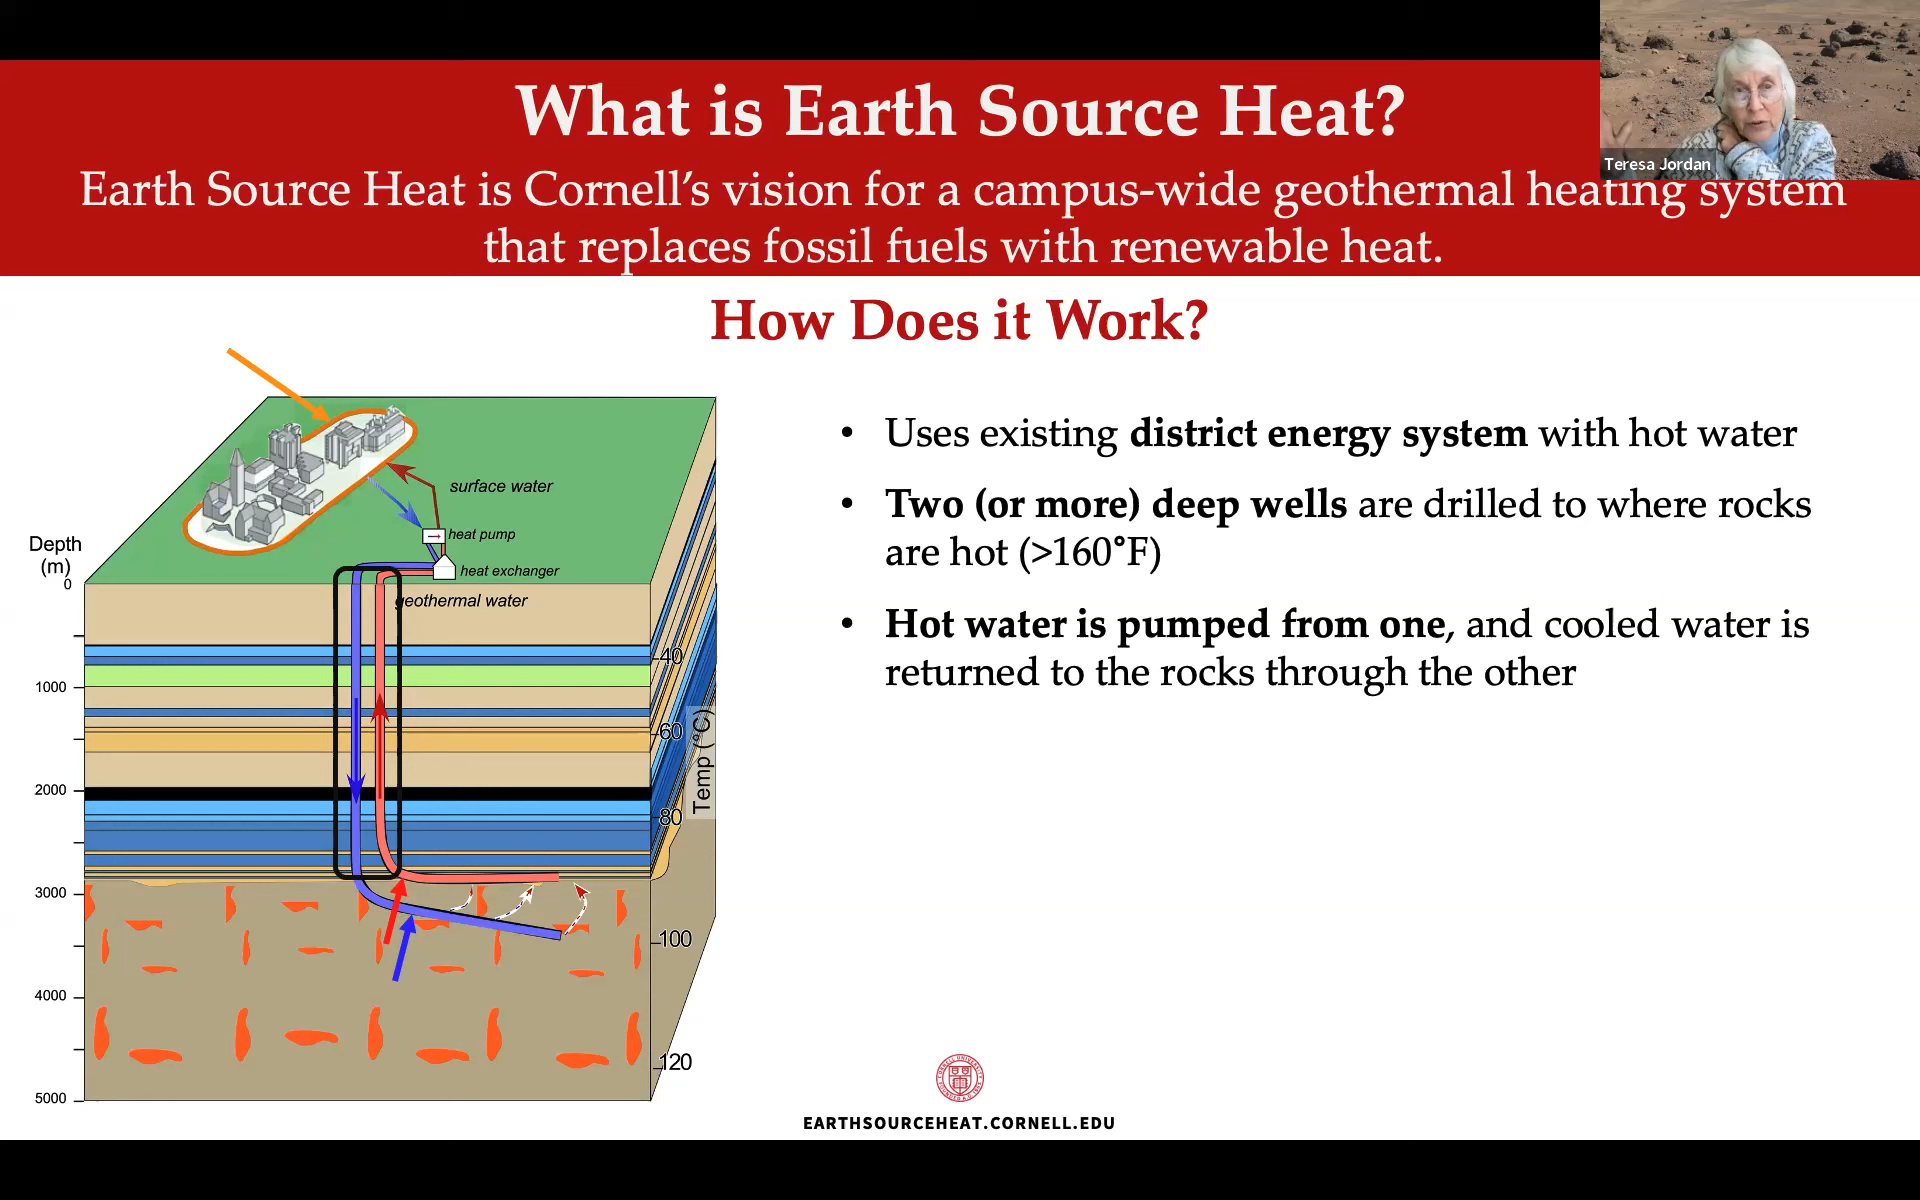 What is Earth Source Heat?
Teresa Jordan
Earth Source Heat is Cornell's vision for a campus-wide geothermal heating system
that replaces fossil fuels with renewable heat.
How Does it Work?
• Uses existing district energy system with hot water
• Two (or more) deep wells are drilled to where rocks
are hot (>160°F)
• Hot water is pumped from one, and cooled water is
returned to the rocks through the other
surface water
heat pump
heat exchanger
geothermal water
Depth
(m)
0
1000
2000
3000
4000
5000
40
60
80
100
120
Temp (°C)
EARTHSOURCEHEAT.CORNELL.EDU